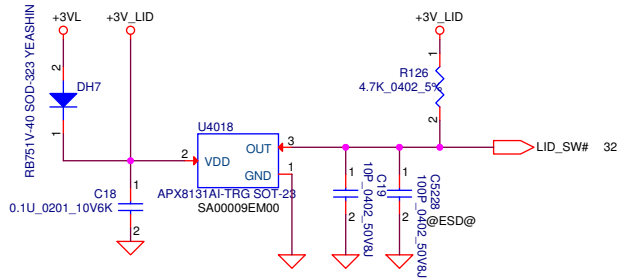 +3VL
+3V_LID
+3V_LID
RB751V-40 SOD-323 YEASHIN
2
DH7
1
1
R126
4.7K_0402_5%
2
U4018
2
VDD
OUT
3
GND
1
LID_SW#
32
APX8131AI-TRG SOT-23
SA00009EM00
1
C18
0.1U_0201_10V6K
2
1
2
C19
10P_0402_50V8J
1
2
C5228
100P_0402_50V8J
@ESD@